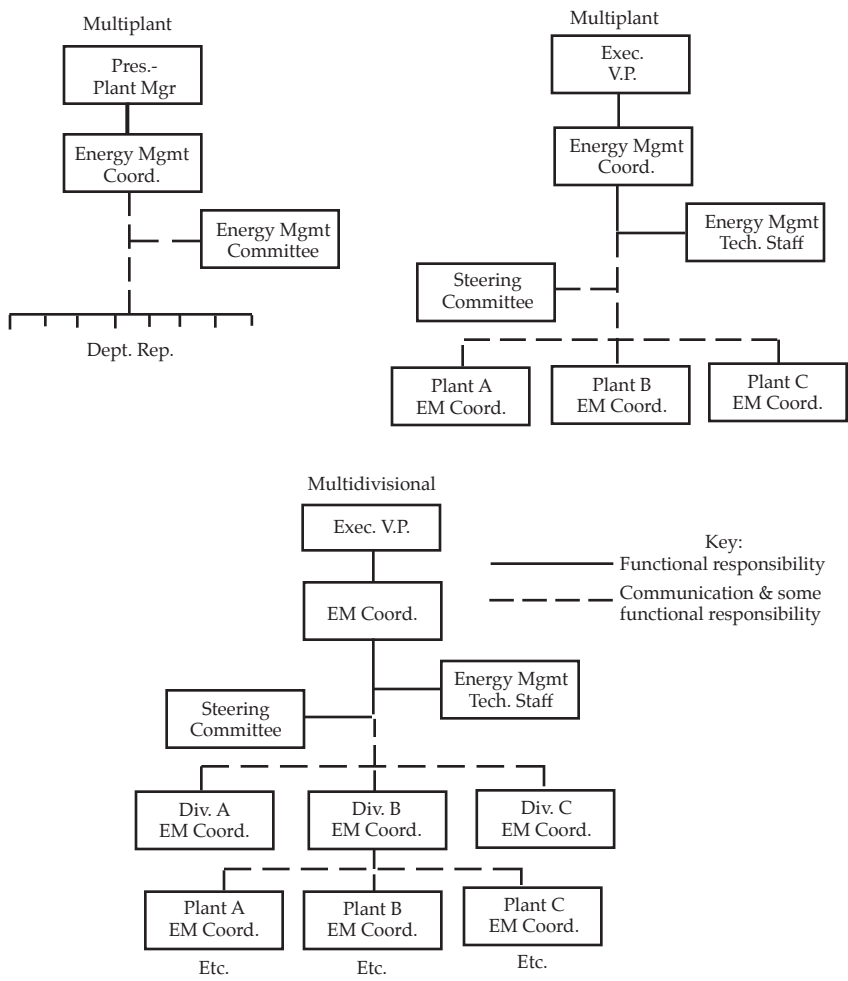 Multiplant
Pres.-
Plant Mgr
Energy Mgmt
Coord.
Energy Mgmt
Committee
Dept. Rep.
Multiplant
Exec.
V.P.
Energy Mgmt
Coord.
Energy Mgmt
Tech. Staff
Steering
Committee
Plant A
EM Coord.
Plant B
EM Coord.
Plant C
EM Coord.
Multidivisional
Exec. V.P.
EM Coord.
Energy Mgmt
Tech. Staff
Steering
Committee
Div. A
EM Coord.
Div. B
EM Coord.
Div. C
EM Coord.
Plant A
EM Coord.
Plant B
EM Coord.
Plant C
EM Coord.
Etc.
Etc.
Etc.
Key:
Functional responsibility
Communication & some
functional responsibility